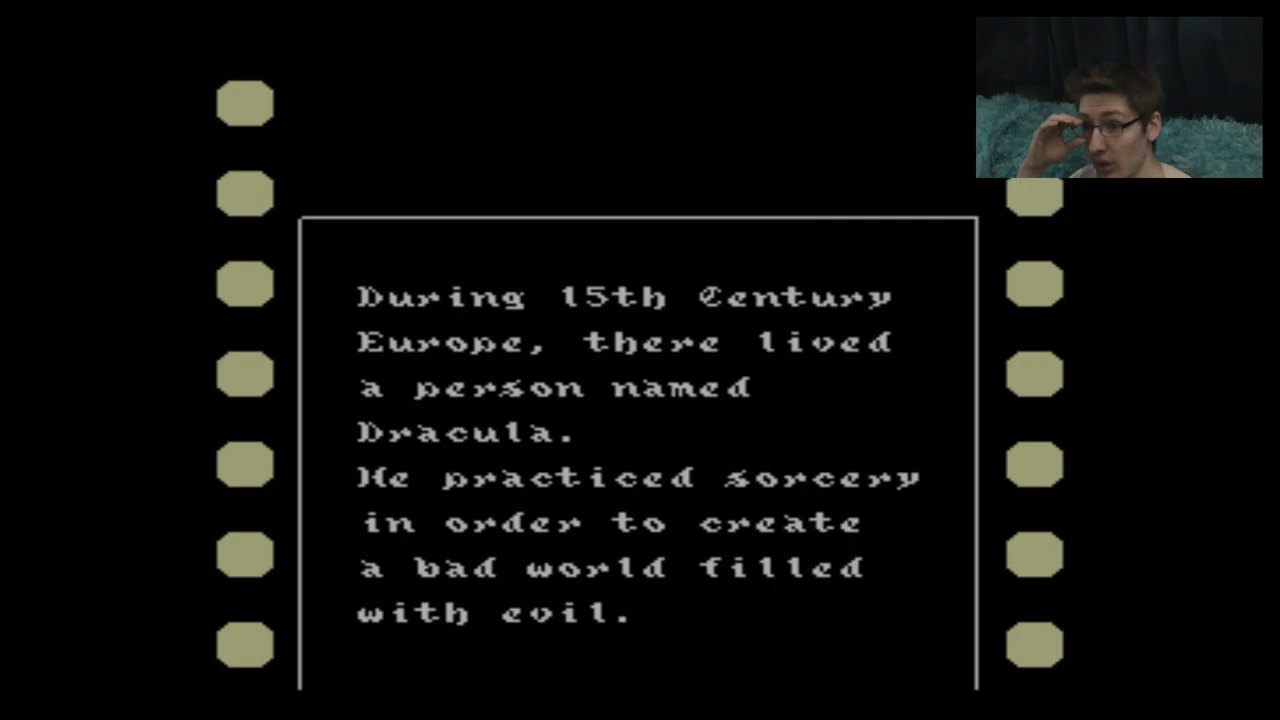 During 15th Century
Europe, there lived
a person named
Dracula.
He practiced sorcery
in order to create
a bad world filled
with evil.